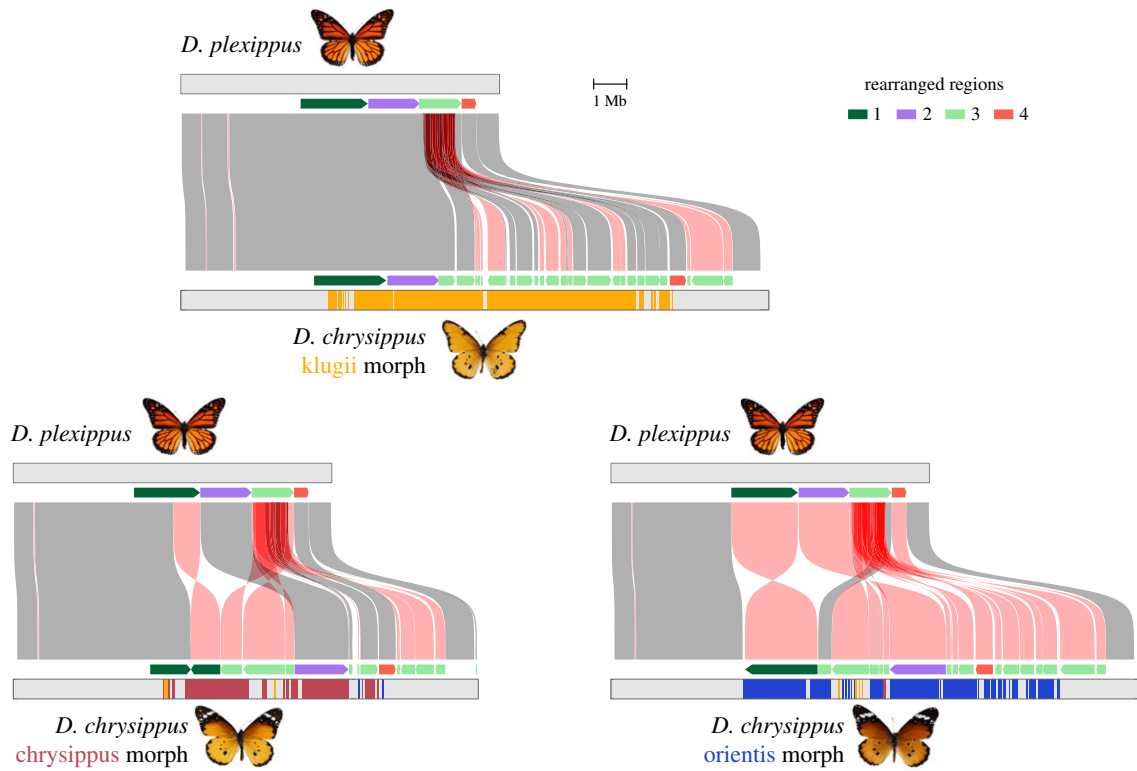 D. plexippus
1 Mb
rearranged regions
1 2 3 4
D. chrysippus
klugii morph
D. plexippus
D. chrysippus
chrysippus morph
D. plexippus
D. chrysippus
orientis morph